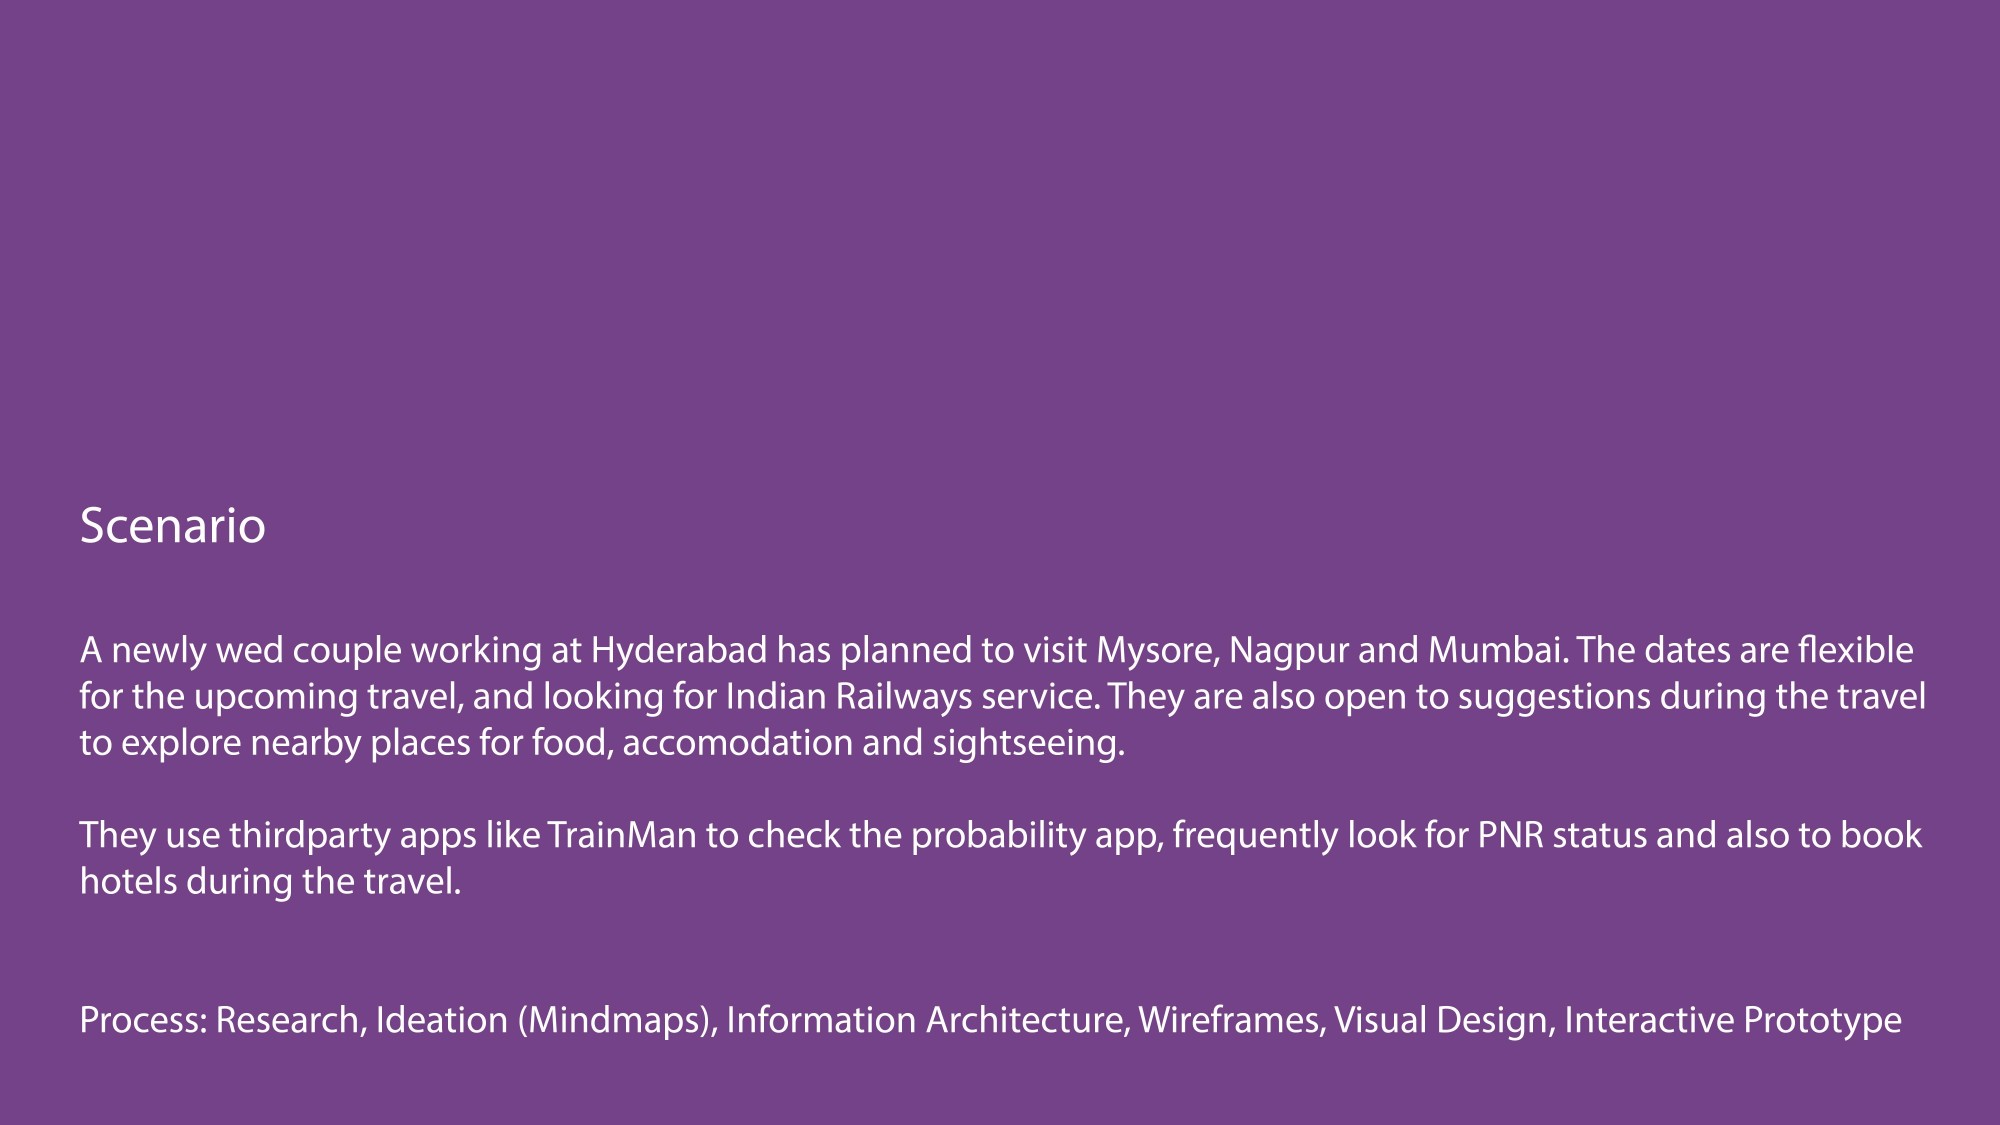 Scenario
A newly wed couple working at Hyderabad has planned to visit Mysore, Nagpur and Mumbai. The dates are flexible
for the upcoming travel, and looking for Indian Railways service. They are also open to suggestions during the travel
to explore nearby places for food, accomodation and sightseeing.
They use thirdparty apps like TrainMan to check the probability app, frequently look for PNR status and also to book
hotels during the travel.
Process: Research, Ideation (Mindmaps), Information Architecture, Wireframes, Visual Design, Interactive Prototype